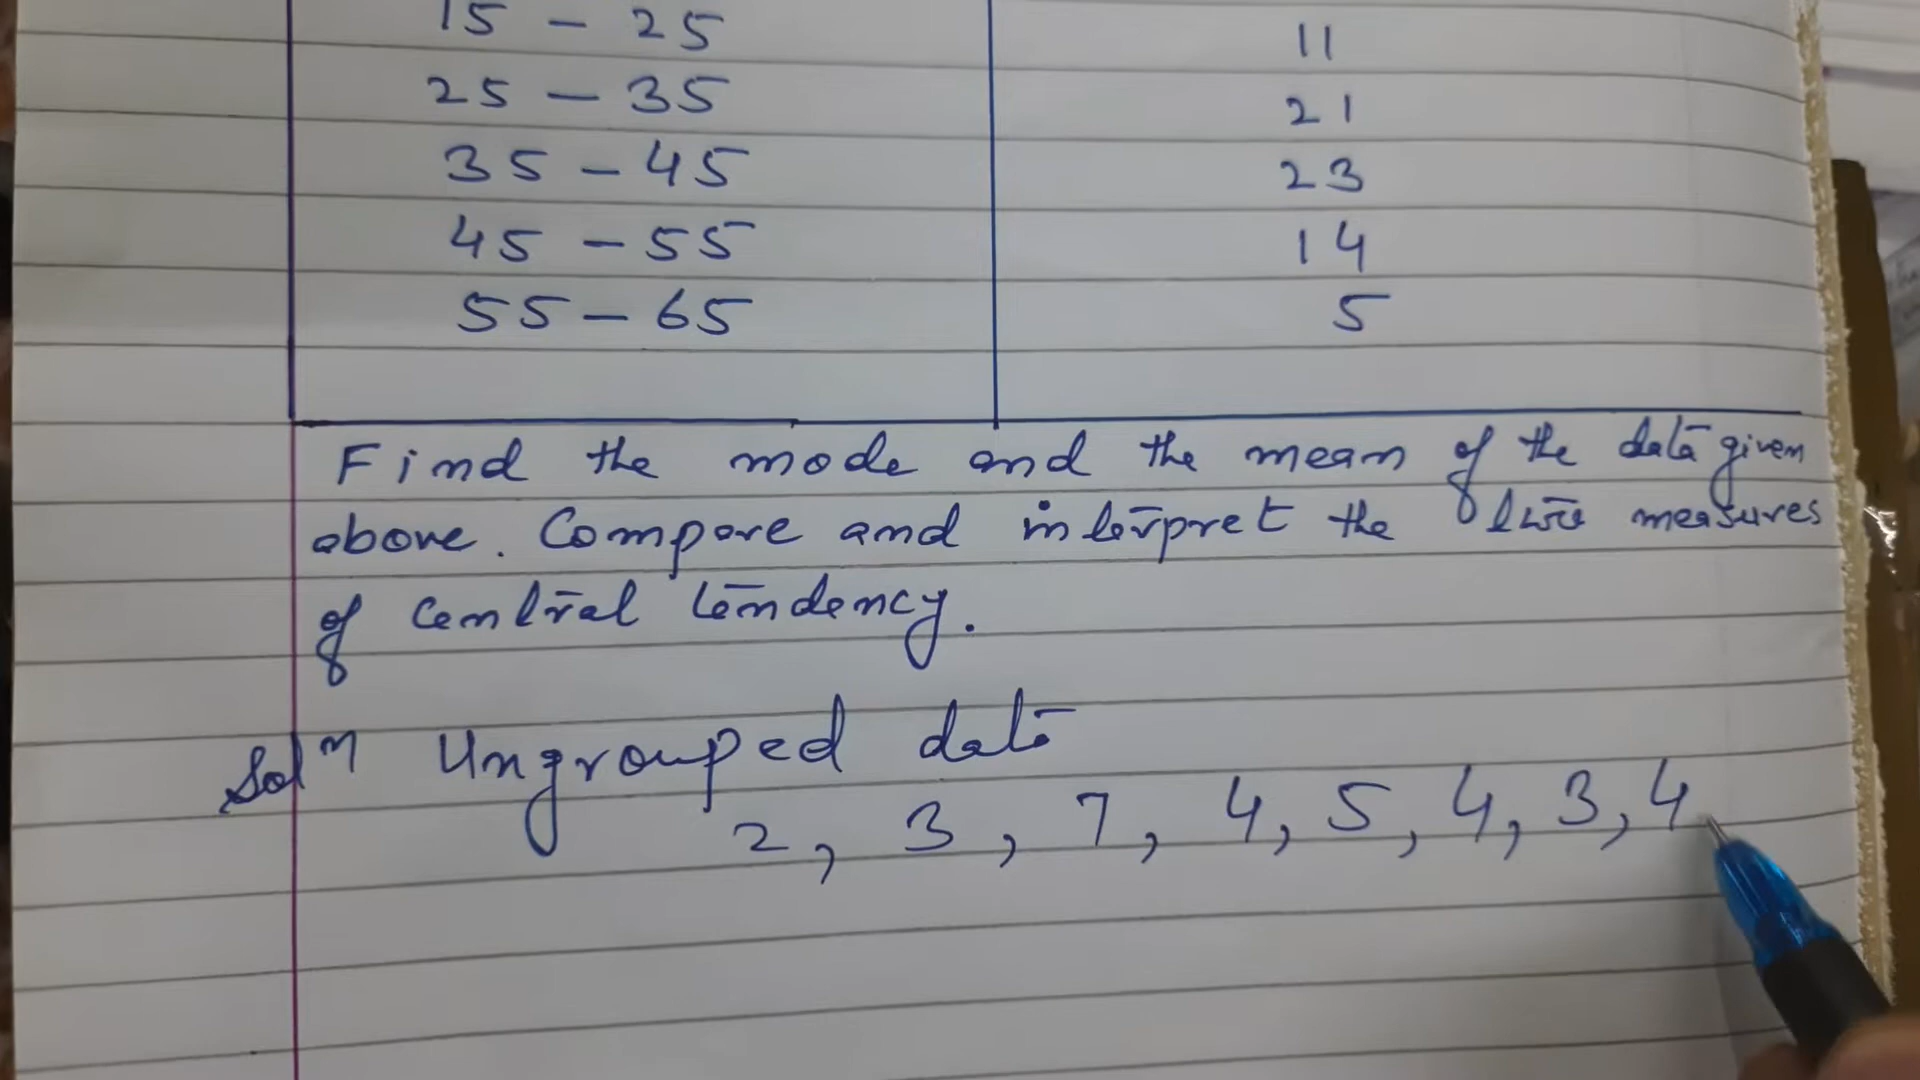 15 - 25 11
25 - 35 21
35 - 45 23
45 - 55 14
55 - 65 5
Find the mode and the mean of the data given
above. Compare and interpret the two measures
of central tendency.
Solⁿ Ungrouped data
2, 3, 7, 4, 5, 4, 3, 4